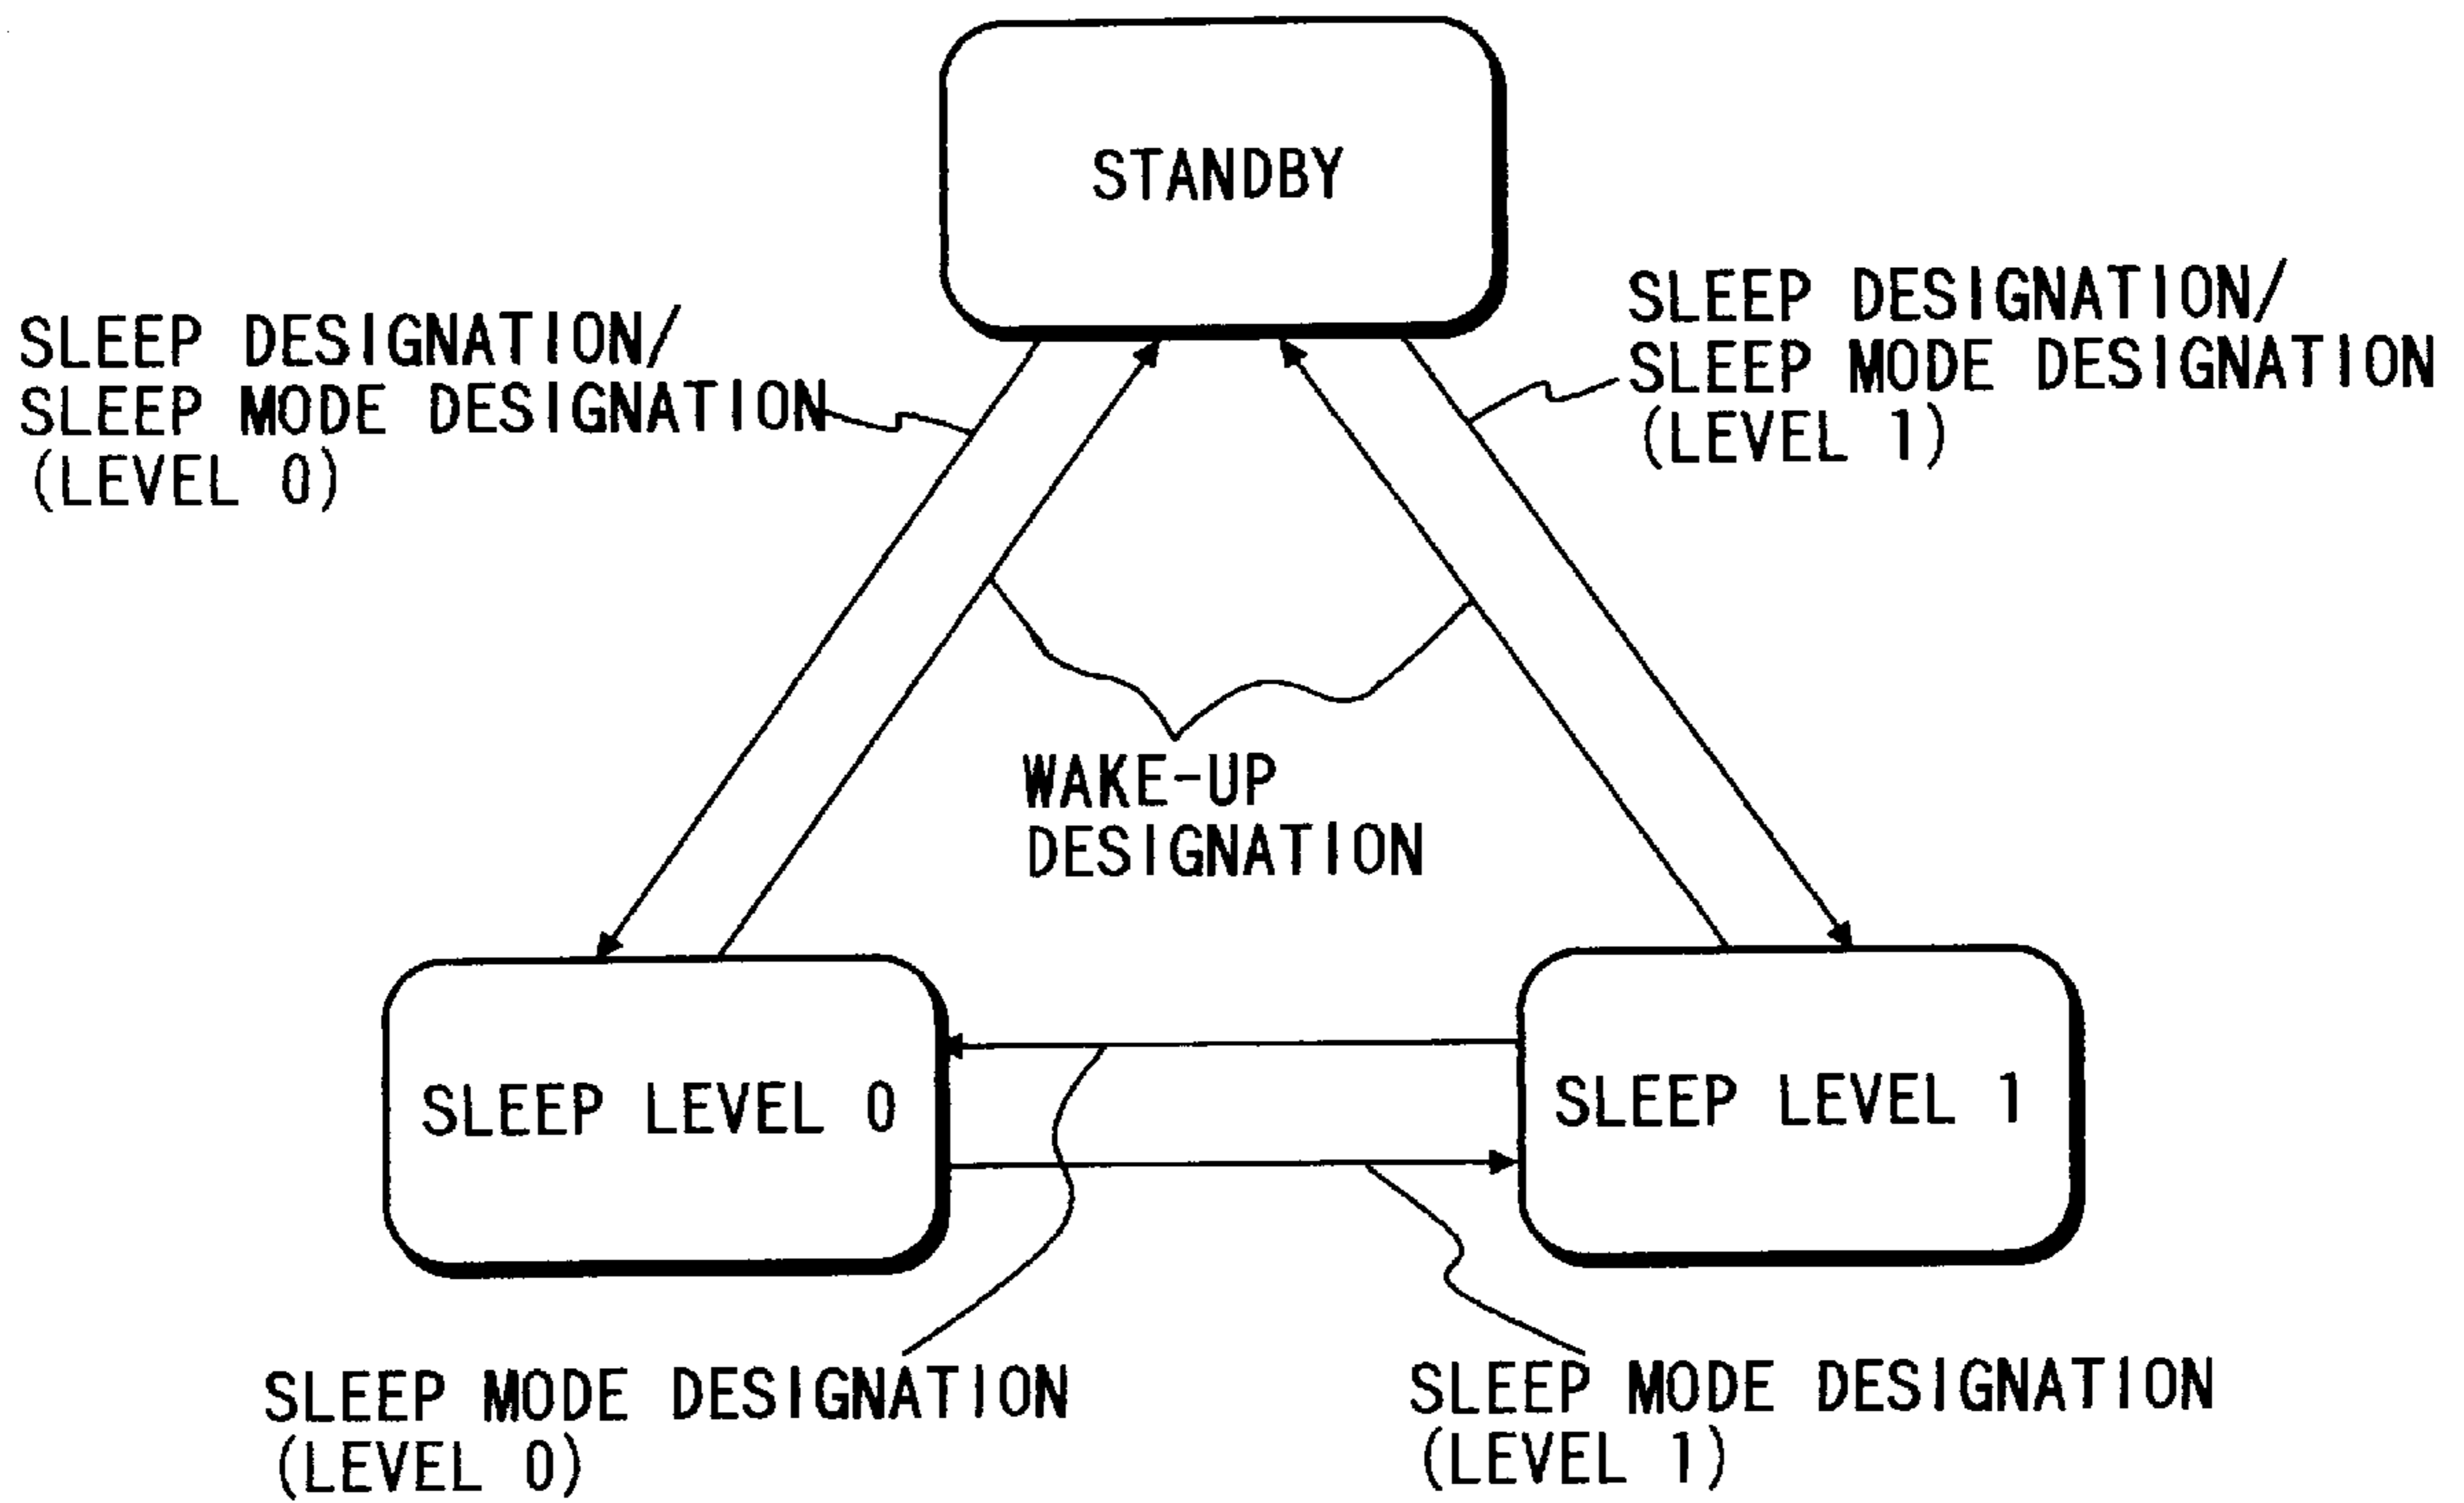 STANDBY
SLEEP DESIGNATION/
SLEEP MODE DESIGNATION
(LEVEL 0)
SLEEP DESIGNATION/
SLEEP MODE DESIGNATION
(LEVEL 1)
WAKE-UP
DESIGNATION
SLEEP LEVEL 0
SLEEP LEVEL 1
SLEEP MODE DESIGNATION
(LEVEL 0)
SLEEP MODE DESIGNATION
(LEVEL 1)